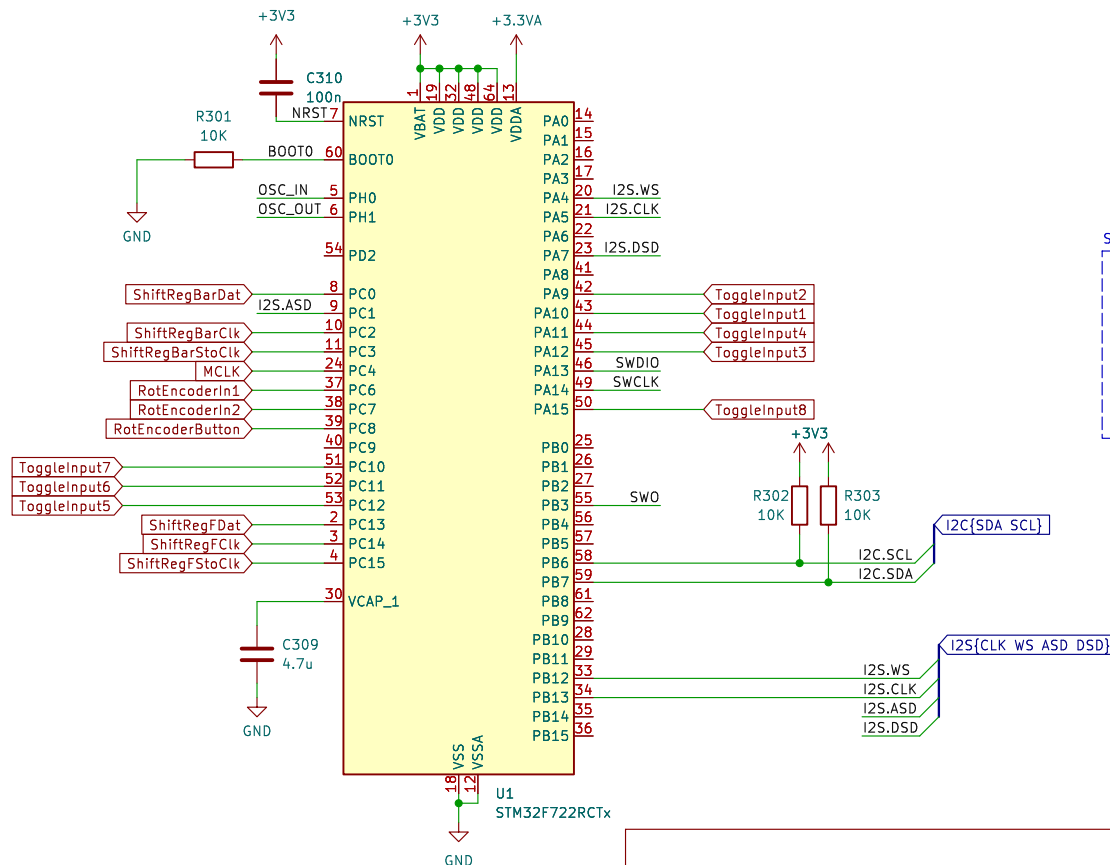 +3V3
+3V3
+3.3VA
C310
100n
R301
10K
NRST
BOOT0
OSC_IN
OSC_OUT
GND
1
19
32
48
64
13
VBAT
VDD
VDD
VDD
VDD
VDDA
7 NRST
60 BOOT0
5 PH0
6 PH1
54 PD2
ShiftRegBarDat 8 PC0
I2S.ASD 9 PC1
ShiftRegBarClk 10 PC2
ShiftRegBarStoClk 11 PC3
MCLK 24 PC4
RotEncoderIn1 37 PC6
RotEncoderIn2 38 PC7
RotEncoderButton 39 PC8
40 PC9
ToggleInput7 51 PC10
ToggleInput6 52 PC11
ToggleInput5 53 PC12
ShiftRegFDat 2 PC13
ShiftRegFClk 3 PC14
ShiftRegFStoClk 4 PC15
30 VCAP_1
C309
4.7u
GND
PA0 14
PA1 15
PA2 16
PA3 17
PA4 20 I2S.WS
PA5 21 I2S.CLK
PA6 22
PA7 23 I2S.DSD
PA8 41
PA9 42 ToggleInput2
PA10 43 ToggleInput1
PA11 44 ToggleInput4
PA12 45 ToggleInput3
PA13 46 SWDIO
PA14 49 SWCLK
PA15 50 ToggleInput8
PB0 25
PB1 26
PB2 27
PB3 55 SWO
PB4 56
PB5 57
PB6 58 I2C.SCL
PB7 59 I2C.SDA
PB8 61
PB9 62
PB10 28
PB11 29
PB12 33 I2S.WS
PB13 34 I2S.CLK
PB14 35 I2S.ASD
PB15 36 I2S.DSD
+3V3
R302
10K
R303
10K
I2C{SDA SCL}
I2S{CLK WS ASD DSD}
VSS
VSSA
18
12
U1
STM32F722RCTx
GND
S